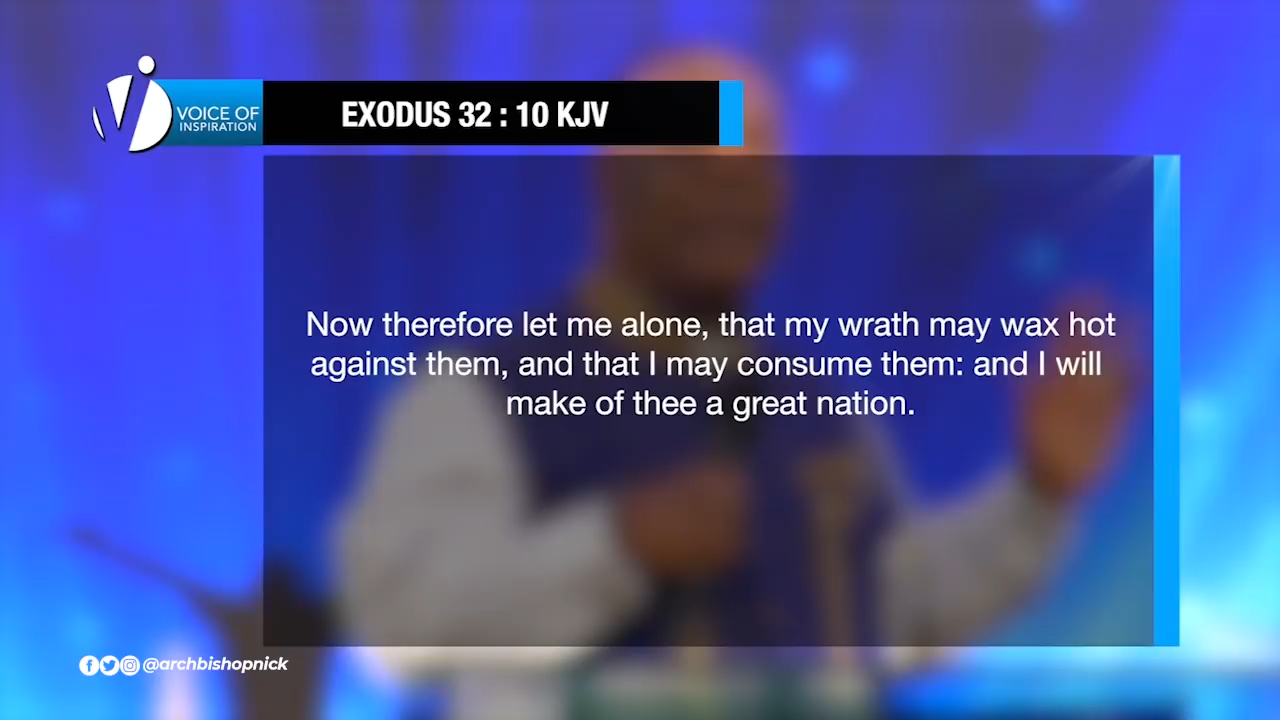 VOICE OF
INSPIRATION
EXODUS 32 : 10 KJV
Now therefore let me alone, that my wrath may wax hot
against them, and that I may consume them: and I will
make of thee a great nation.
@archbishopnick